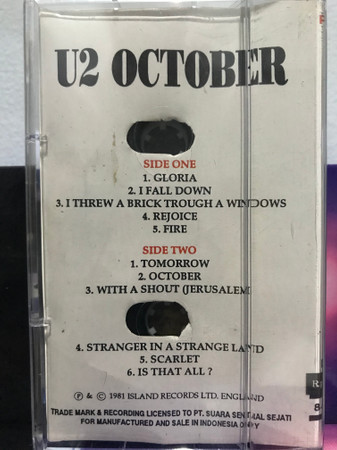 U2 OCTOBER
SIDE ONE
1. GLORIA
2. I FALL DOWN
3. I THREW A BRICK TROUGH A WINDOWS
4. REJOICE
5. FIRE
SIDE TWO
1. TOMORROW
2. OCTOBER
3. WITH A SHOUT (JERUSALEM
4. STRANGER IN A STRANGE LAND
5. SCARLET
6. IS THAT ALL ?
Ⓟ & © 1981 ISLAND RECORDS LTD, ENGLAND
TRADE MARK & RECORDING LICENSED TO PT. SUARA SENTRAL SEJATI
FOR MANUFACTURED AND SALE IN INDONESIA ONLY